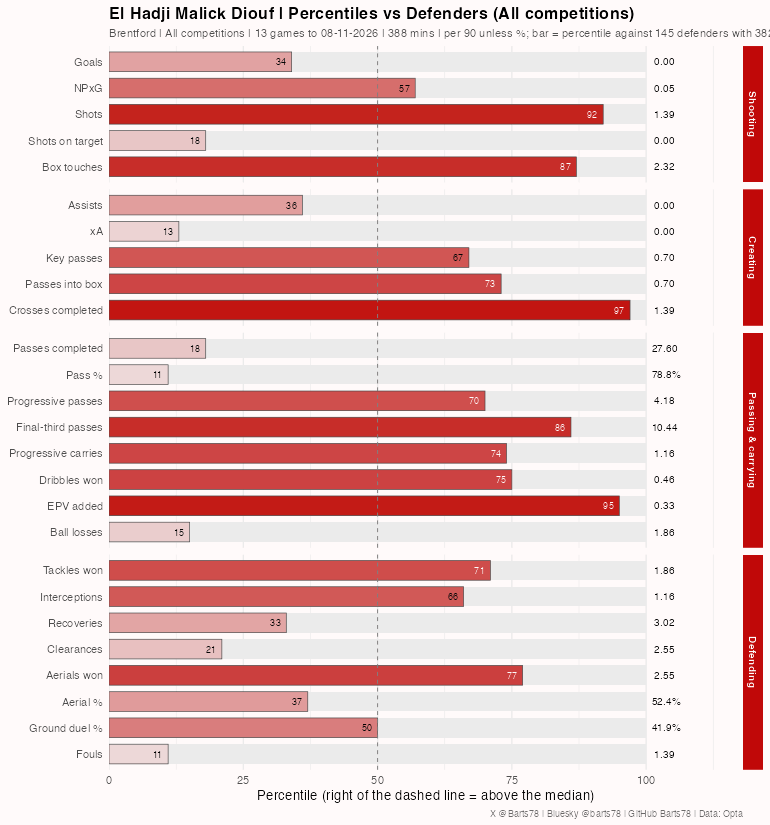 El Hadji Malick Diouf | Percentiles vs Defenders (All competitions)
Brentford | All competitions | 13 games to 08-11-2026 | 388 mins | per 90 unless %; bar = percentile against 145 defenders with 382
Goals 34 0.00
NPxG 57 0.05
Shots 92 1.39
Shots on target 18 0.00
Box touches 87 2.32
Shooting
Assists 36 0.00
xA 13 0.00
Key passes 67 0.70
Passes into box 73 0.70
Crosses completed 97 1.39
Creating
Passes completed 18 27.60
Pass % 11 78.8%
Progressive passes 70 4.18
Final-third passes 86 10.44
Progressive carries 74 1.16
Dribbles won 75 0.46
EPV added 95 0.33
Ball losses 15 1.86
Passing & carrying
Tackles won 71 1.86
Interceptions 66 1.16
Recoveries 33 3.02
Clearances 21 2.55
Aerials won 77 2.55
Aerial % 37 52.4%
Ground duel % 50 41.9%
Fouls 11 1.39
Defending
0 25 50 75 100
Percentile (right of the dashed line = above the median)
X @Barts78 | Bluesky @barts78 | GitHub Barts78 | Data: Opta